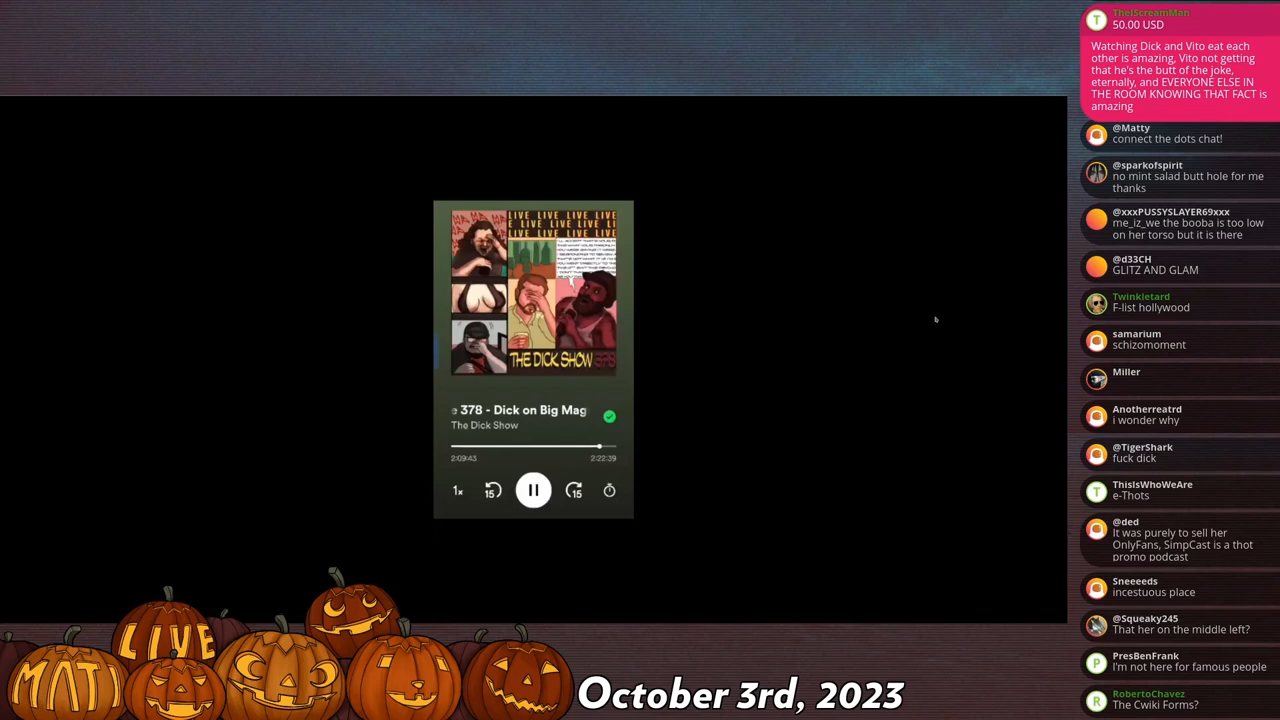 TheIScreamMan
50.00 USD
Watching Dick and Vito eat each
other is amazing, Vito not getting
that he's the butt of the joke,
eternally, and EVERYONE ELSE IN
THE ROOM KNOWING THAT FACT is
amazing
@Matty
connect the dots chat!
@sparkofspirit
no mint salad butt hole for me
thanks
@xxxPUSSYSLAYER69xxx
me_iz_we the booba is too low
on her torso but it is there
@d33CH
GLITZ AND GLAM
Twinkletard
F-list hollywood
samarium
schizomoment
Miller
Anotherreatrd
i wonder why
@TigerShark
fuck dick
ThisIsWhoWeAre
e-Thots
@ded
It was purely to sell her
OnlyFans, SimpCast is a thot
promo podcast
Sneeeeds
incestuous place
@Squeaky245
That her on the middle left?
PresBenFrank
I'm not here for famous people
RobertoChavez
The Cwiki Forms?
LIVE LIVE LIVE LIVE
E LIVE LIVE LIVE LIVE
LIVE LIVE LIVE LIVE
THE DICK SHOW 378
e 378 - Dick on Big Mag
The Dick Show
2:09:43
2:22:39
1x
15
15
LIVE
MATI
October 3rd, 2023